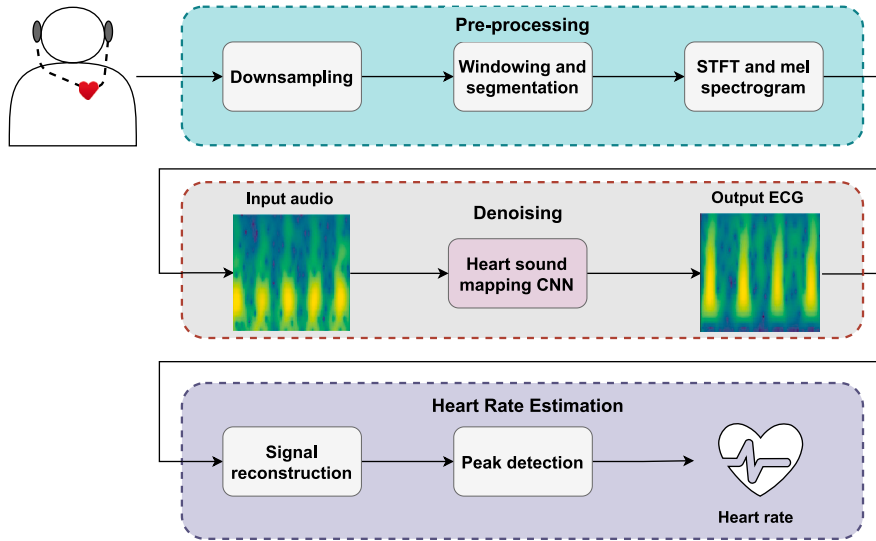 Pre-processing
Downsampling
Windowing and
segmentation
STFT and mel
spectrogram
Input audio
Denoising
Output ECG
Heart sound
mapping CNN
Heart Rate Estimation
Signal
reconstruction
Peak detection
Heart rate